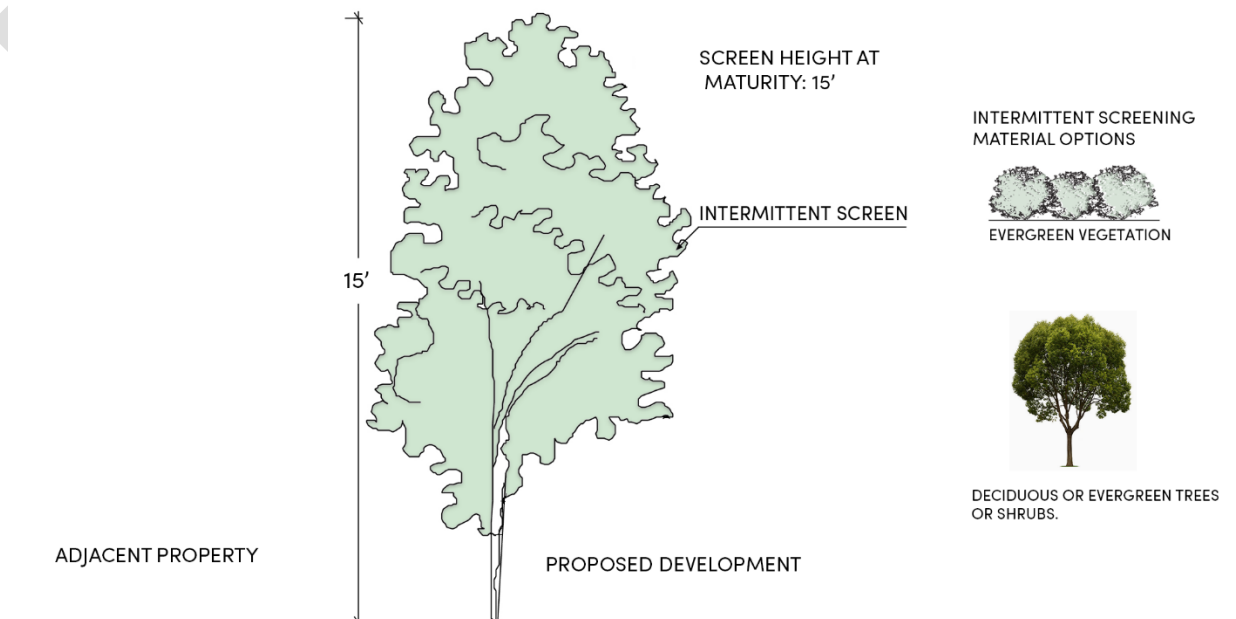 SCREEN HEIGHT AT
MATURITY: 15’
INTERMITTENT SCREENING
MATERIAL OPTIONS
INTERMITTENT SCREEN
EVERGREEN VEGETATION
15’
DECIDUOUS OR EVERGREEN TREES
OR SHRUBS.
ADJACENT PROPERTY
PROPOSED DEVELOPMENT